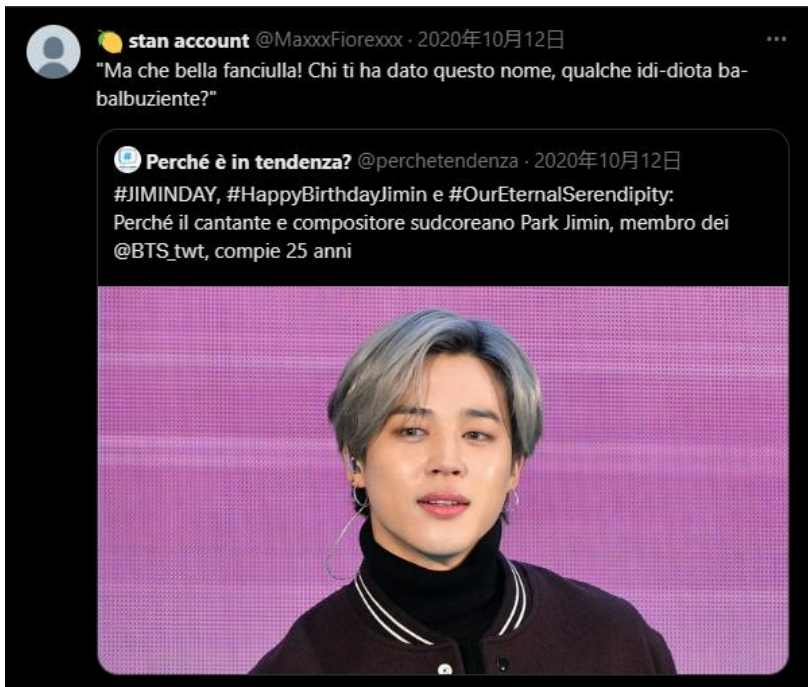 🍋 stan account @MaxxxFiorexxx · 2020年10月12日
"Ma che bella fanciulla! Chi ti ha dato questo nome, qualche idi-diota ba-
balbuziente?"
Perché è in tendenza? @perchetendenza · 2020年10月12日
#JIMINDAY, #HappyBirthdayJimin e #OurEternalSerendipity:
Perché il cantante e compositore sudcoreano Park Jimin, membro dei
@BTS_twt, compie 25 anni